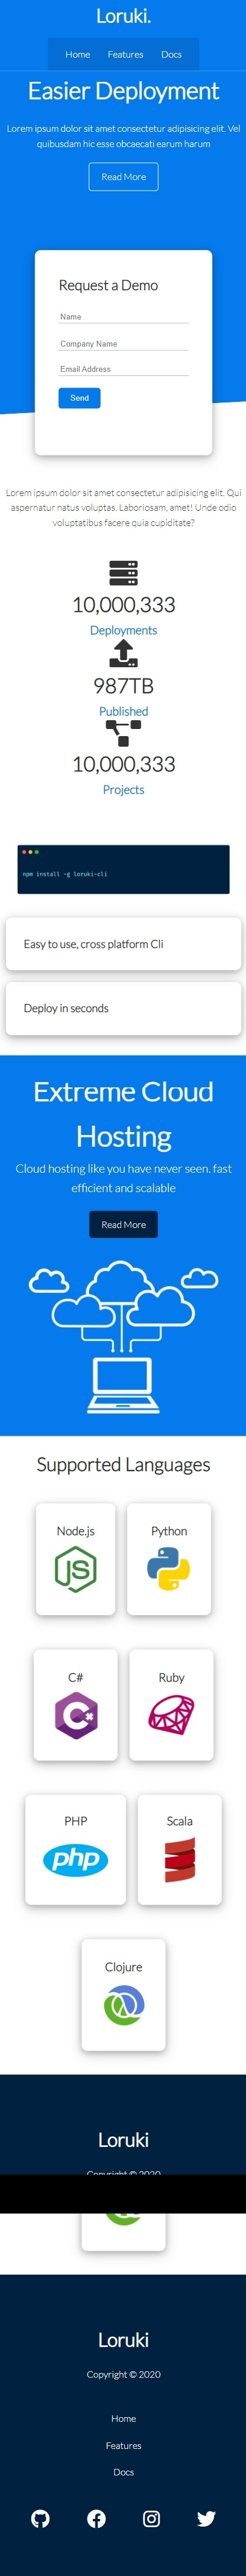 Loruki.
Home Features Docs
Easier Deployment
Lorem ipsum dolor sit amet consectetur adipisicing elit. Vel
quibusdam hic esse obcaecati earum harum
Read More
Request a Demo
Name
Company Name
Email Address
Send
Lorem ipsum dolor sit amet consectetur adipisicing elit. Qui
aspernatur natus voluptas. Laboriosam, amet! Unde odio
voluptatibus facere quia cupiditate?
10,000,333
Deployments
987TB
Published
10,000,333
Projects
npm install -g loruki-cli
Easy to use, cross platform Cli
Deploy in seconds
Extreme Cloud
Hosting
Cloud hosting like you have never seen. fast
efficient and scalable
Read More
Supported Languages
Node.js Python
JS
C# Ruby
C#
PHP Scala
php
Clojure
Loruki
Copyright © 2020
Loruki
Copyright © 2020
Home
Features
Docs